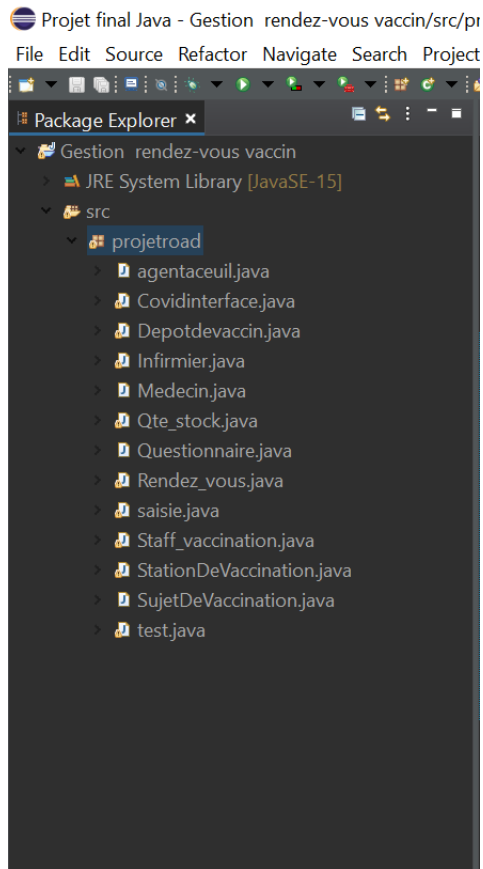 Projet final Java - Gestion rendez-vous vaccin/src/pr
File Edit Source Refactor Navigate Search Project
Package Explorer
Gestion rendez-vous vaccin
JRE System Library [JavaSE-15]
src
projetroad
agentaceuil.java
Covidinterface.java
Depotdevaccin.java
Infirmier.java
Medecin.java
Qte_stock.java
Questionnaire.java
Rendez_vous.java
saisie.java
Staff_vaccination.java
StationDeVaccination.java
SujetDeVaccination.java
test.java